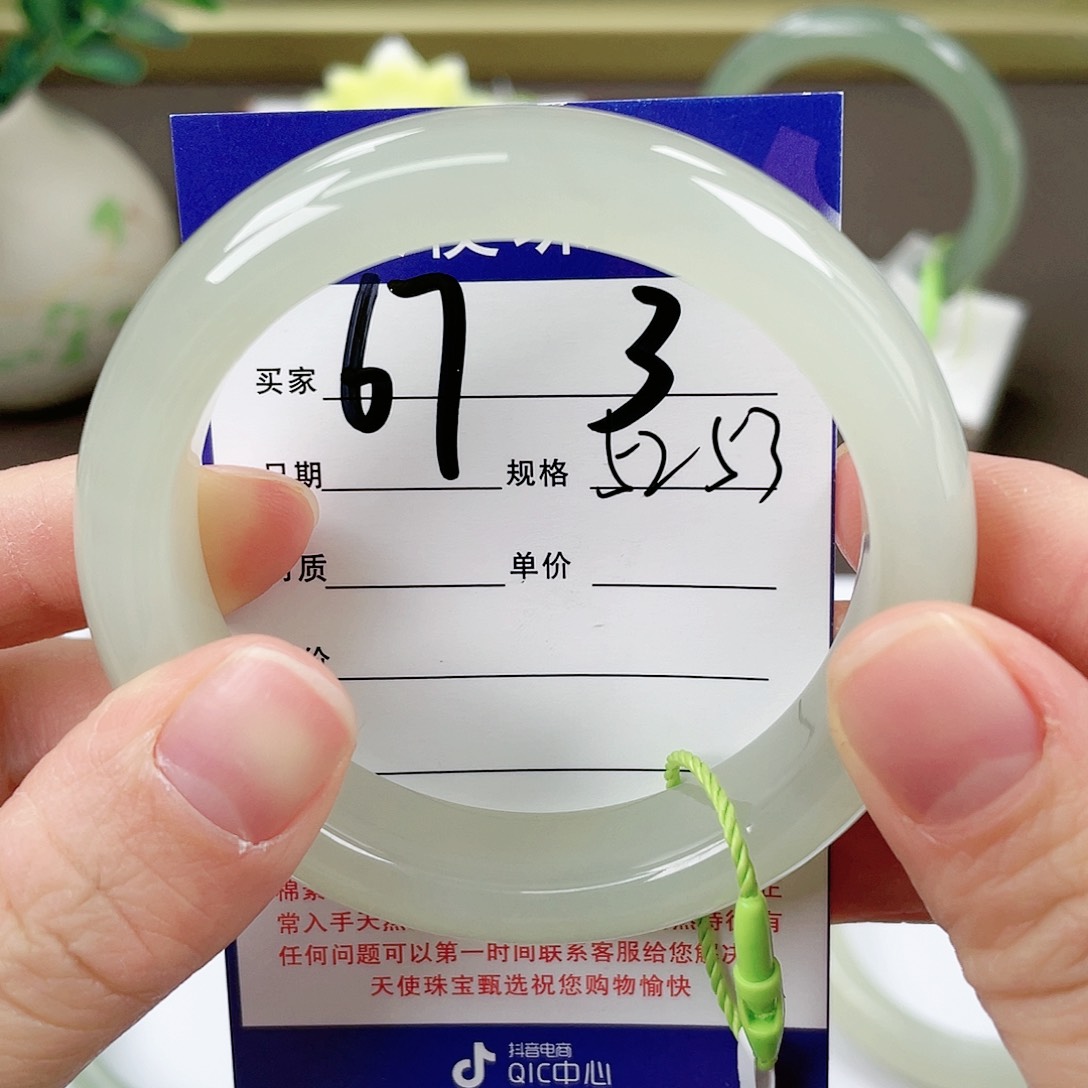 67 3
买家
日期 规格 52 53
质 单价
价
常入手天
任何问题可以第一时间联系客服给您解决
天使珠宝甄选祝您购物愉快
抖音电商
QIC中心